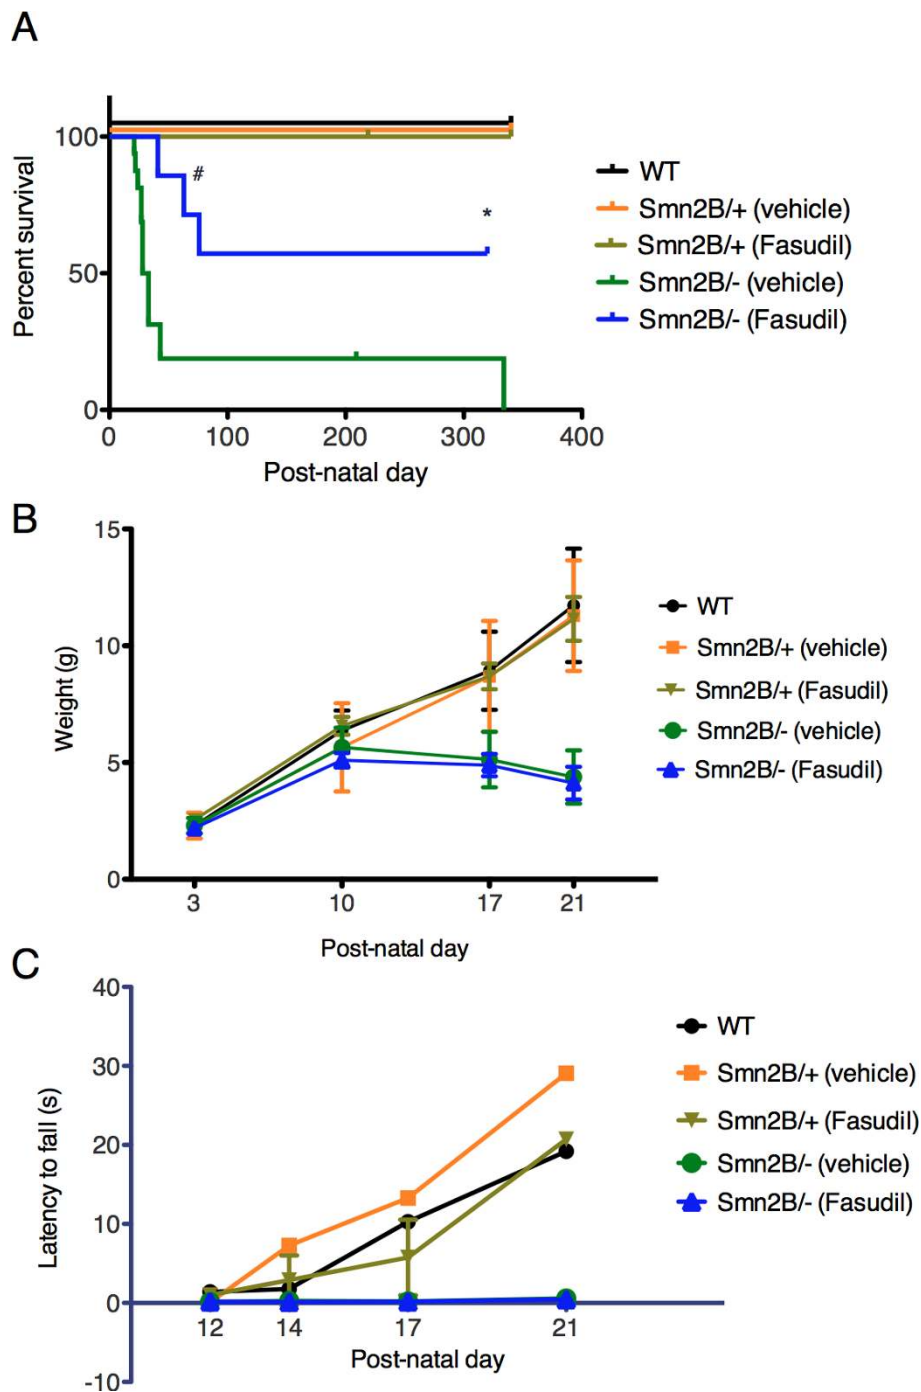 A
Percent survival
100
50
0
#
*
0 100 200 300 400
Post-natal day
WT
Smn2B/+ (vehicle)
Smn2B/+ (Fasudil)
Smn2B/- (vehicle)
Smn2B/- (Fasudil)
B
Weight (g)
15
10
5
0
3 10 17 21
Post-natal day
WT
Smn2B/+ (vehicle)
Smn2B/+ (Fasudil)
Smn2B/- (vehicle)
Smn2B/- (Fasudil)
C
Latency to fall (s)
40
30
20
10
0
-10
12 14 17 21
Post-natal day
WT
Smn2B/+ (vehicle)
Smn2B/+ (Fasudil)
Smn2B/- (vehicle)
Smn2B/- (Fasudil)